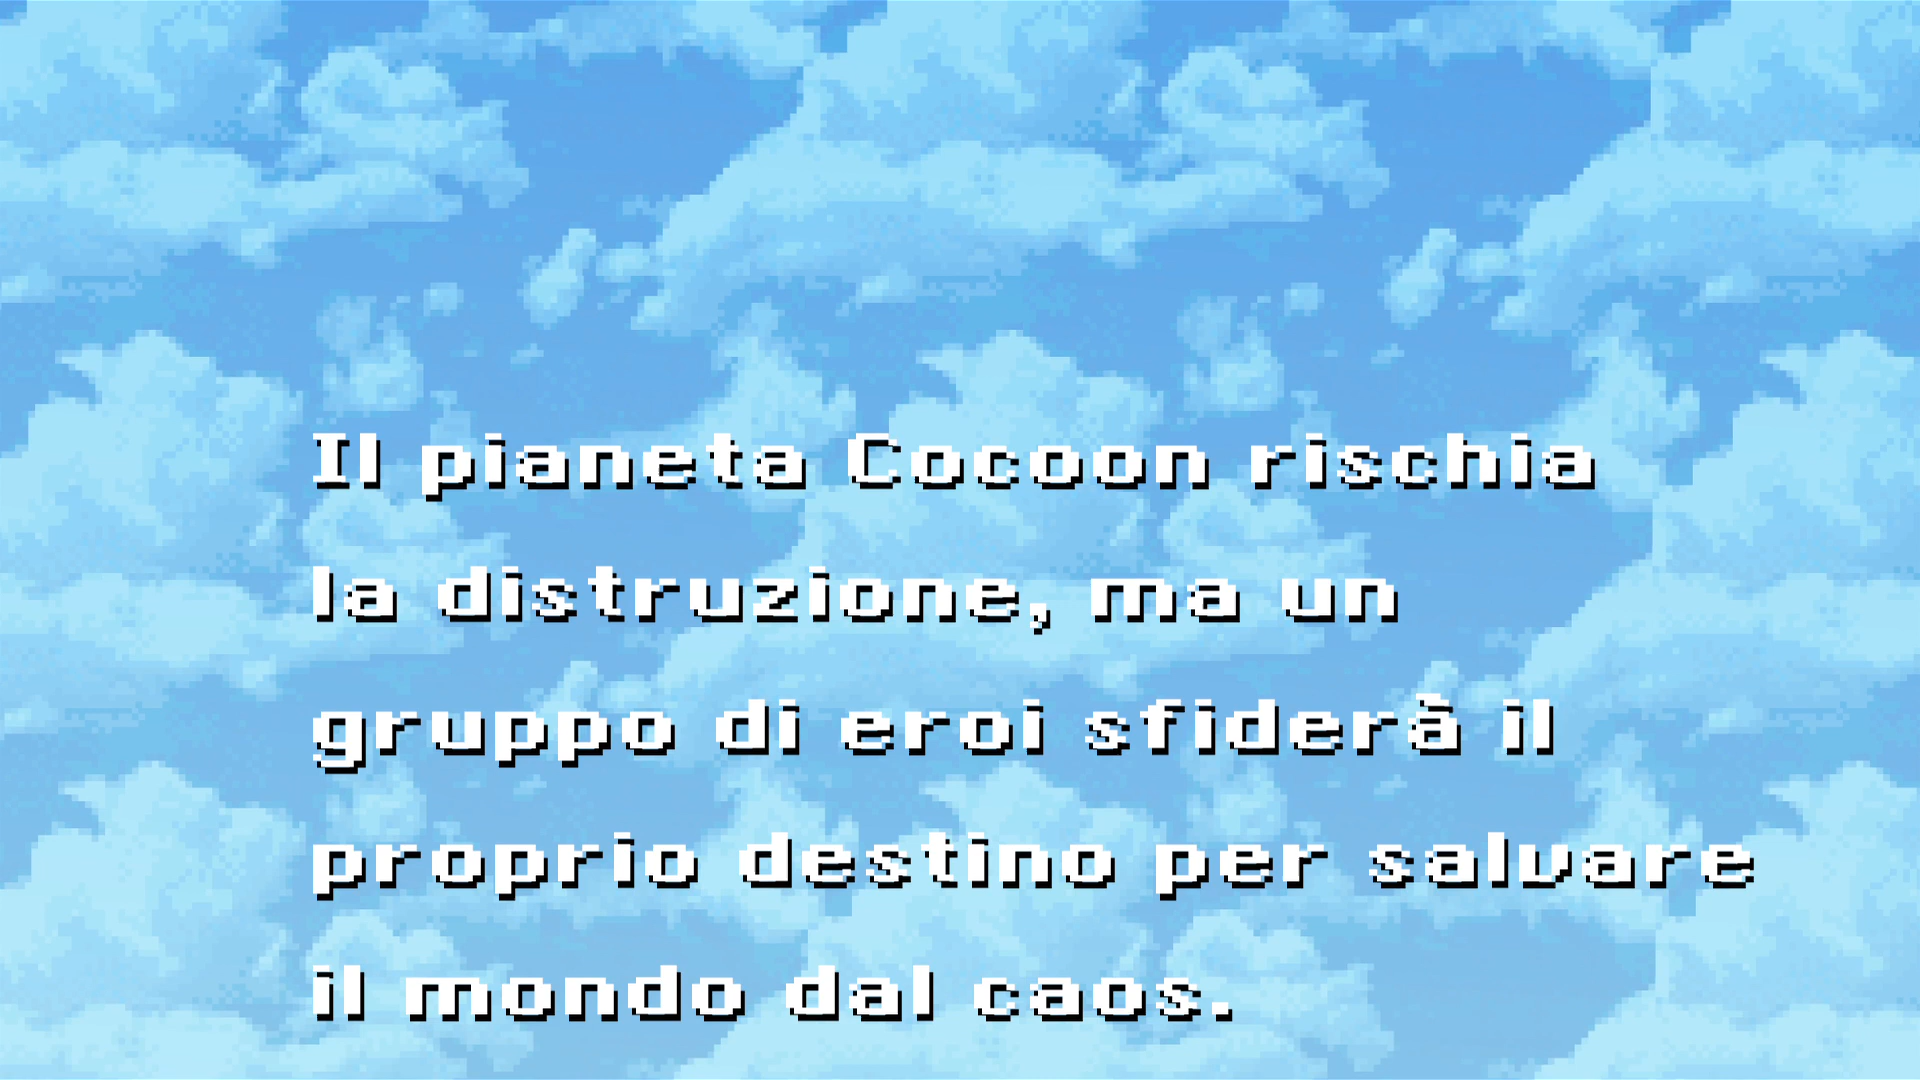 Il pianeta Cocoon rischia
la distruzione, ma un
gruppo di eroi sfiderà il
proprio destino per salvare
il mondo dal caos.